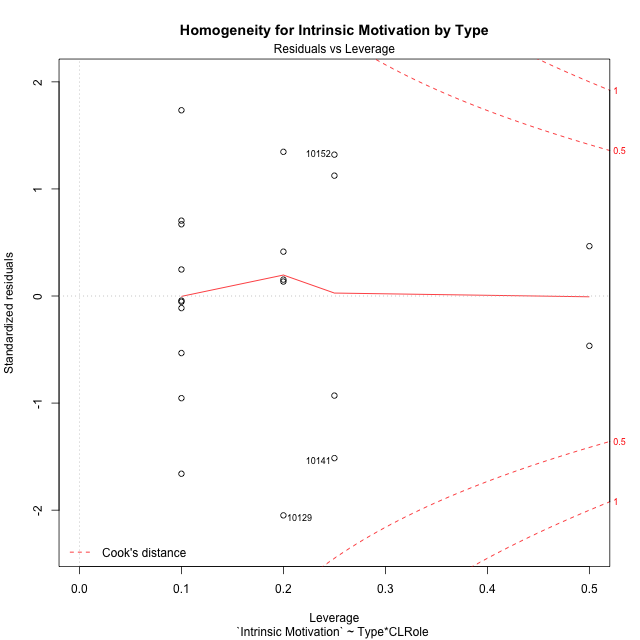 Homogeneity for Intrinsic Motivation by Type
Residuals vs Leverage
Standardized residuals
2
1
0
-1
-2
10152
10141
10129
1
0.5
0.5
1
Cook's distance
0.0 0.1 0.2 0.3 0.4 0.5
Leverage
`Intrinsic Motivation` ~ Type*CLRole